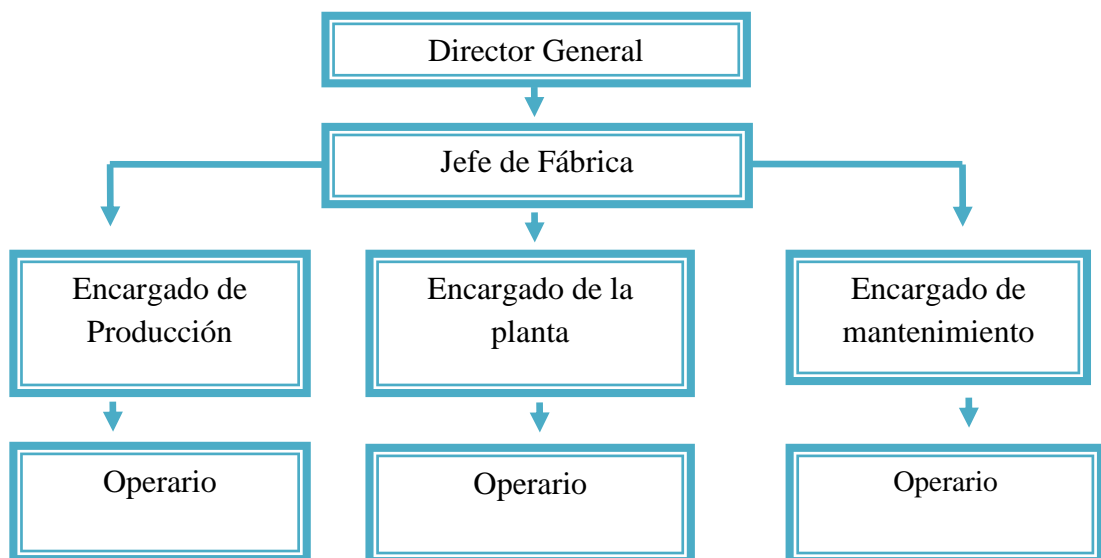 Director General
Jefe de Fábrica
Encargado de
Producción
Encargado de la
planta
Encargado de
mantenimiento
Operario
Operario
Operario